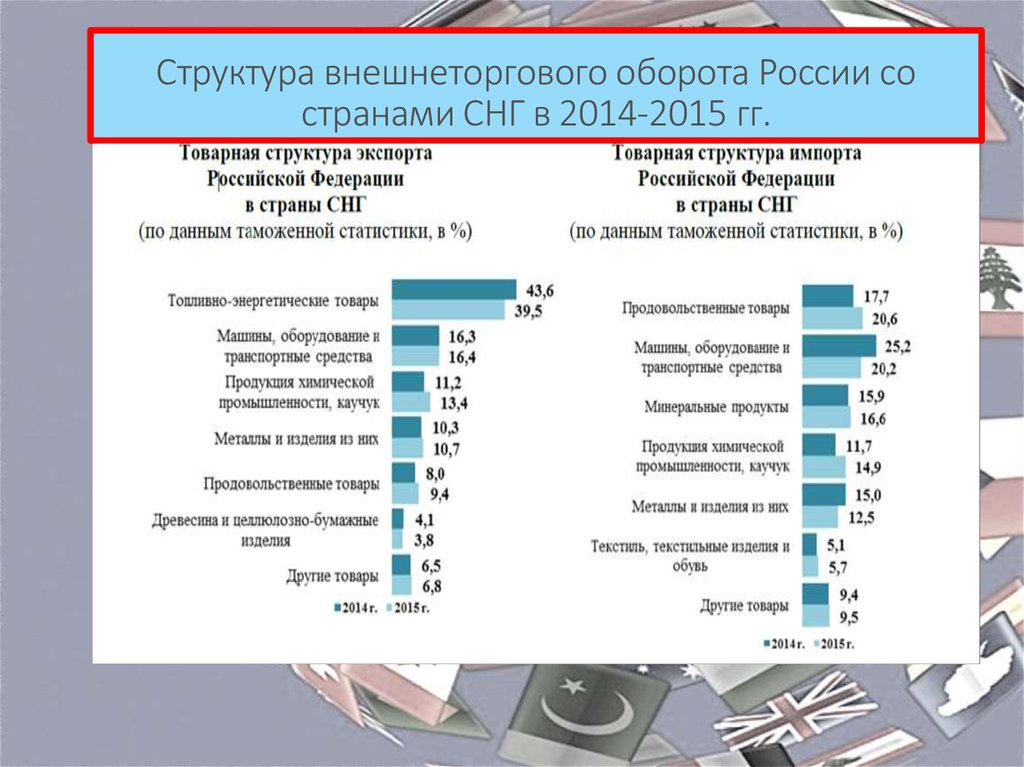 Структура внешнеторгового оборота России со
странами СНГ в 2014-2015 гг.
Товарная структура экспорта
Российской Федерации
в страны СНГ
(по данным таможенной статистики, в %)
Топливно-энергетические товары
43,6
39,5
Машины, оборудование и
транспортные средства
16,3
16,4
Продукция химической
промышленности, каучук
11,2
13,4
Металлы и изделия из них
10,3
10,7
Продовольственные товары
8,0
9,4
Древесина и целлюлозно-бумажные
изделия
4,1
3,8
Другие товары
6,5
6,8
2014 г. 2015 г.
Товарная структура импорта
Российской Федерации
в страны СНГ
(по данным таможенной статистики, в %)
Продовольственные товары
17,7
20,6
Машины, оборудование и
транспортные средства
25,2
20,2
Минеральные продукты
15,9
16,6
Продукция химической
промышленности, каучук
11,7
14,9
Металлы и изделия из них
15,0
12,5
Текстиль, текстильные изделия и
обувь
5,1
5,7
Другие товары
9,4
9,5
2014 г. 2015 г.